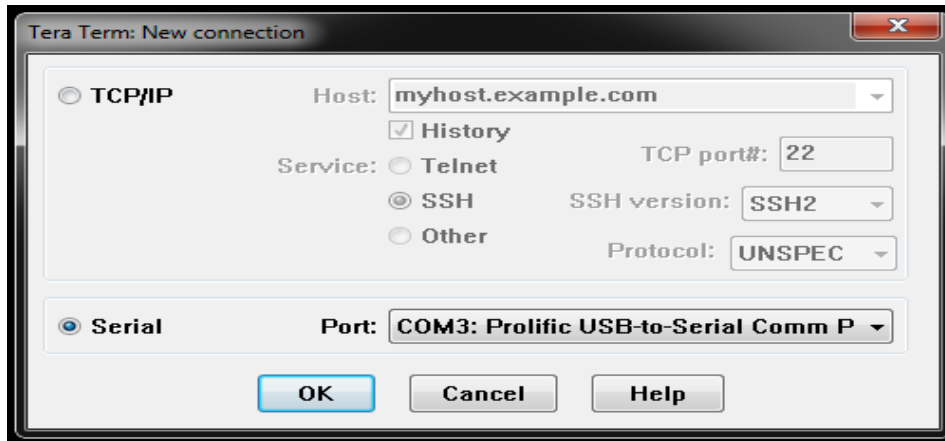 Tera Term: New connection
TCP/IP
Host: myhost.example.com
History
Service: Telnet
TCP port#: 22
SSH
SSH version: SSH2
Other
Protocol: UNSPEC
Serial
Port: COM3: Prolific USB-to-Serial Comm P
OK
Cancel
Help